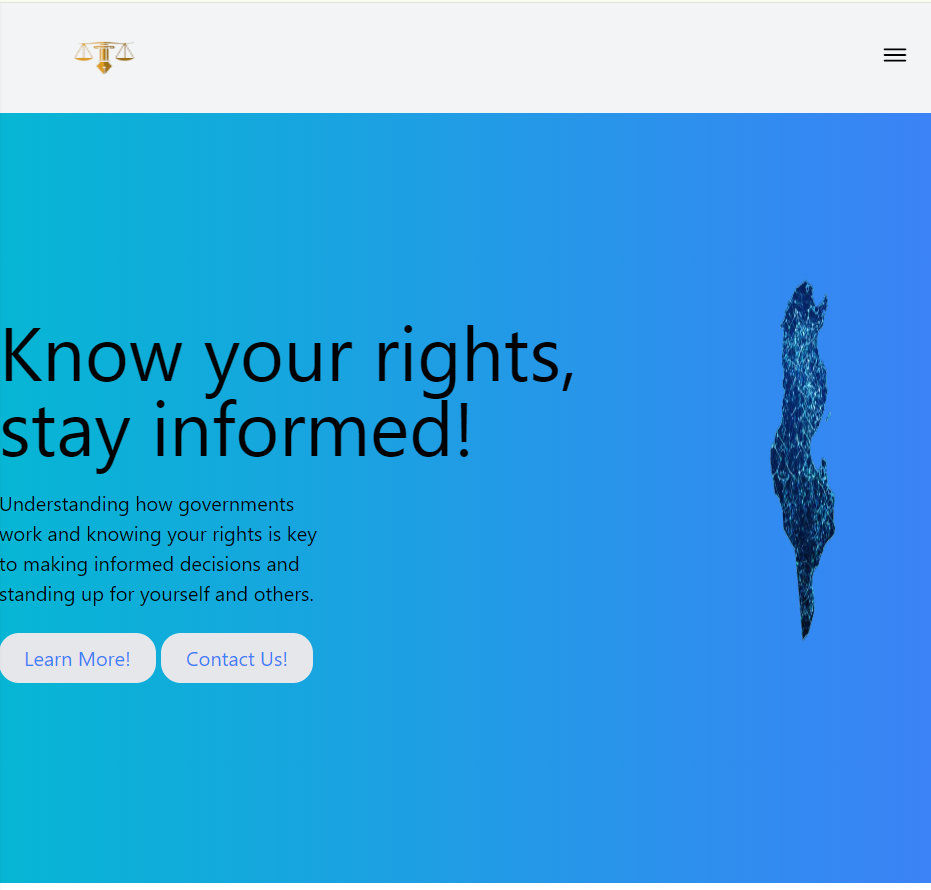 Know your rights,
stay informed!
Understanding how governments
work and knowing your rights is key
to making informed decisions and
standing up for yourself and others.
Learn More! Contact Us!